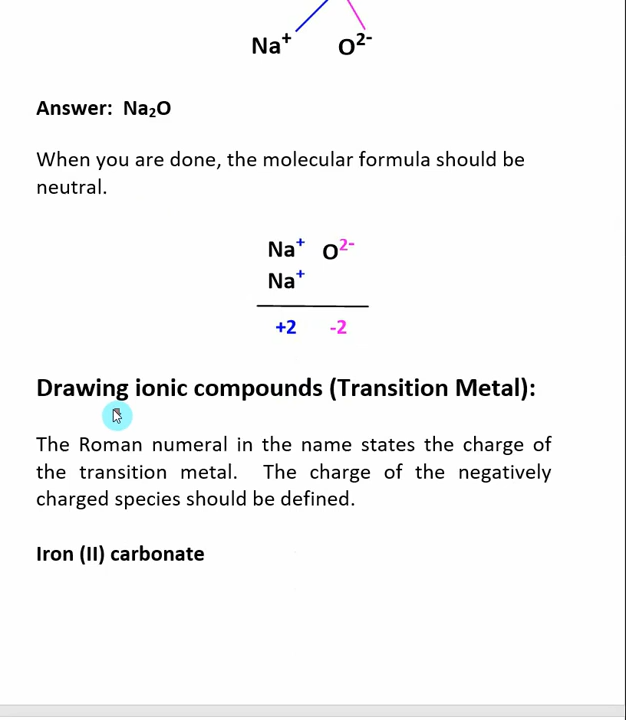 Na⁺ O²⁻
Answer: Na₂O
When you are done, the molecular formula should be
neutral.
Na⁺ O²⁻
Na⁺
+2 -2
Drawing ionic compounds (Transition Metal):
The Roman numeral in the name states the charge of
the transition metal. The charge of the negatively
charged species should be defined.
Iron (II) carbonate